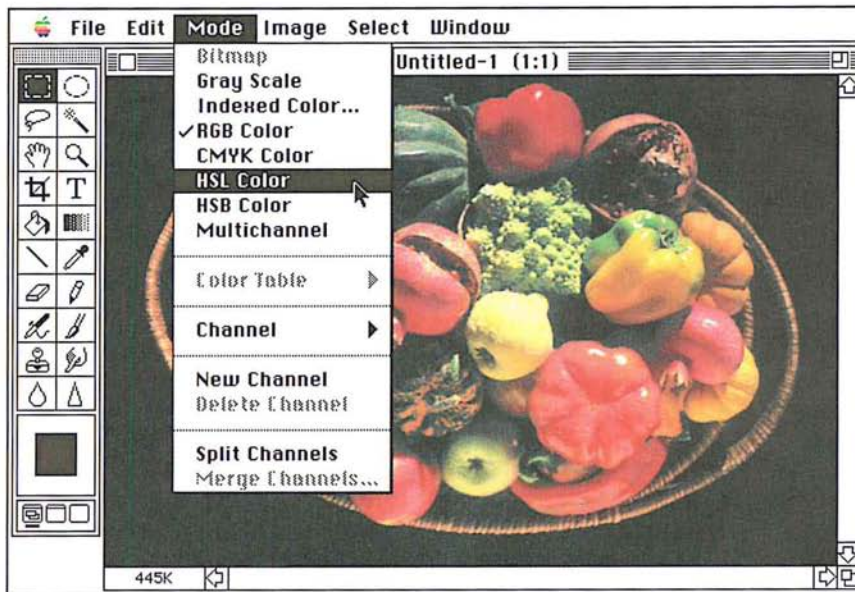 File Edit Mode Image Select Window
Untitled-1 (1:1)
Bitmap
Gray Scale
Indexed Color...
✓RGB Color
CMYK Color
HSL Color
HSB Color
Multichannel
Color Table
Channel
New Channel
Delete Channel
Split Channels
Merge Channels...
T
445K